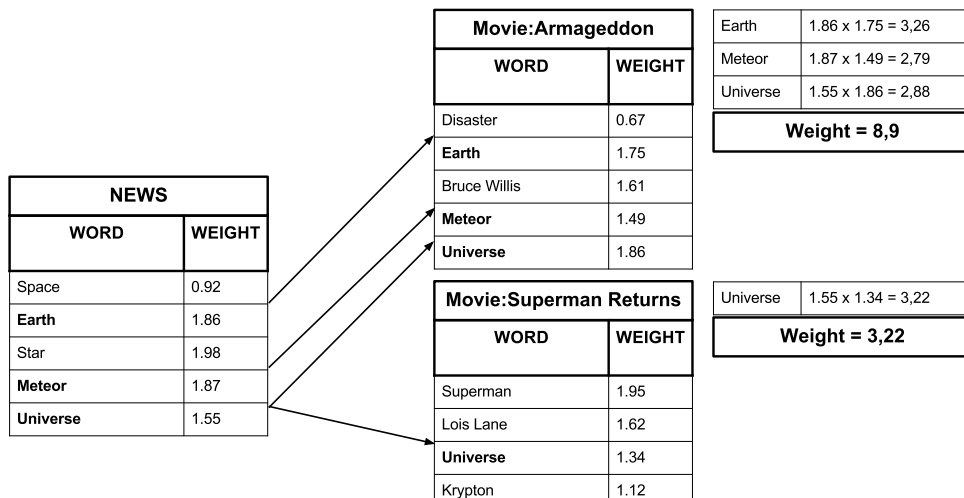 NEWS
WORD WEIGHT
Space 0.92
Earth 1.86
Star 1.98
Meteor 1.87
Universe 1.55
Movie:Armageddon
WORD WEIGHT
Disaster 0.67
Earth 1.75
Bruce Willis 1.61
Meteor 1.49
Universe 1.86
Earth 1.86 x 1.75 = 3,26
Meteor 1.87 x 1.49 = 2,79
Universe 1.55 x 1.86 = 2,88
Weight = 8,9
Movie:Superman Returns
WORD WEIGHT
Superman 1.95
Lois Lane 1.62
Universe 1.34
Krypton 1.12
Universe 1.55 x 1.34 = 3,22
Weight = 3,22